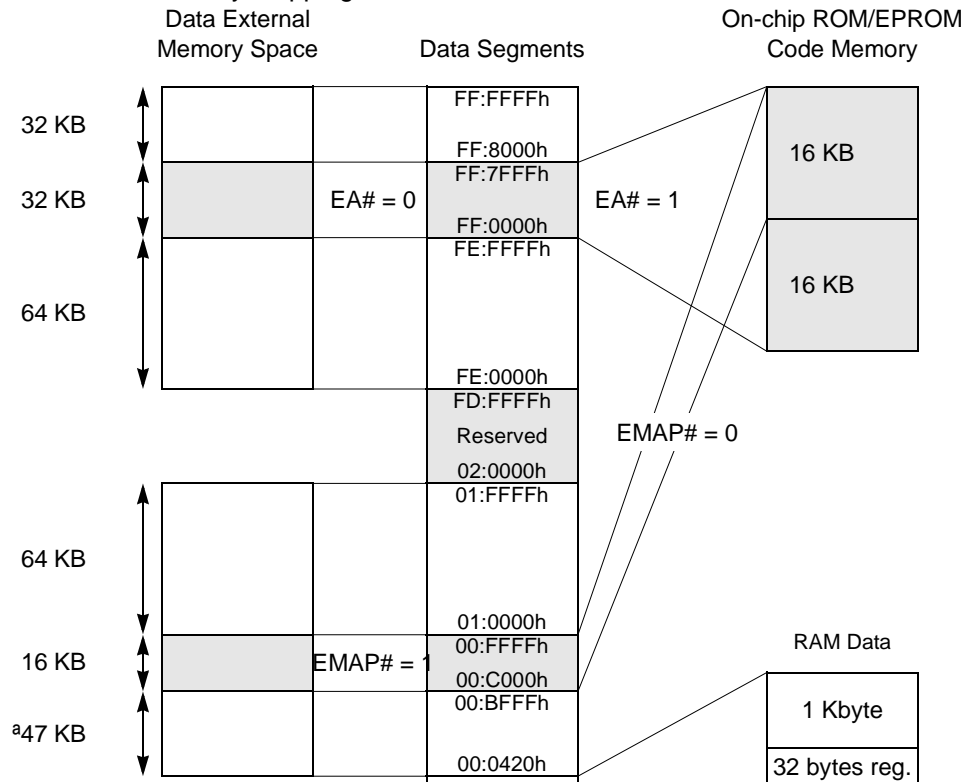 Data External
Memory Space
Data Segments
On-chip ROM/EPROM
Code Memory
32 KB
FF:FFFFh
FF:8000h
32 KB
EA# = 0
FF:7FFFh
FF:0000h
EA# = 1
16 KB
16 KB
64 KB
FE:FFFFh
FE:0000h
FD:FFFFh
Reserved
02:0000h
EMAP# = 0
64 KB
01:FFFFh
01:0000h
16 KB
EMAP# = 1
00:FFFFh
00:C000h
ª47 KB
00:BFFFh
00:0420h
RAM Data
1 Kbyte
32 bytes reg.